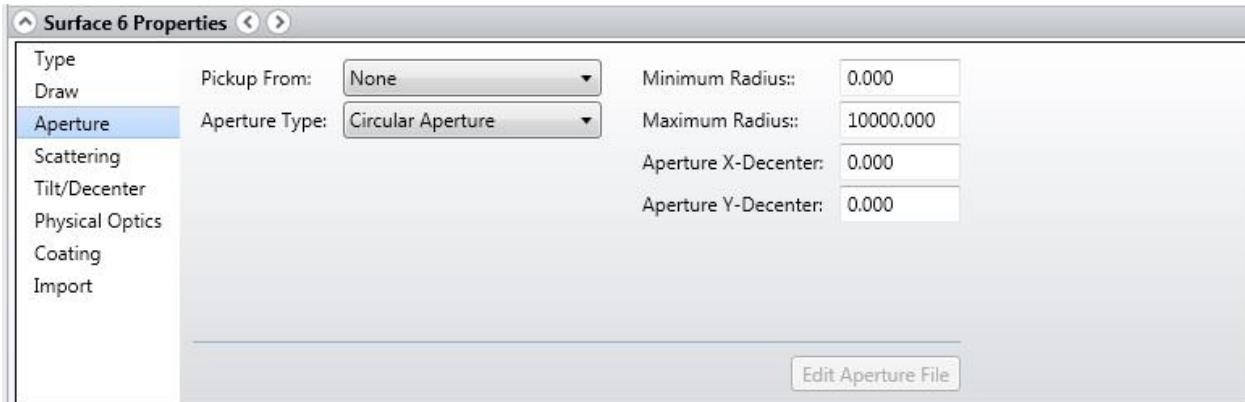 Surface 6 Properties
Type
Draw
Aperture
Scattering
Tilt/Decenter
Physical Optics
Coating
Import
Pickup From: None
Aperture Type: Circular Aperture
Minimum Radius:: 0.000
Maximum Radius:: 10000.000
Aperture X-Decenter: 0.000
Aperture Y-Decenter: 0.000
Edit Aperture File